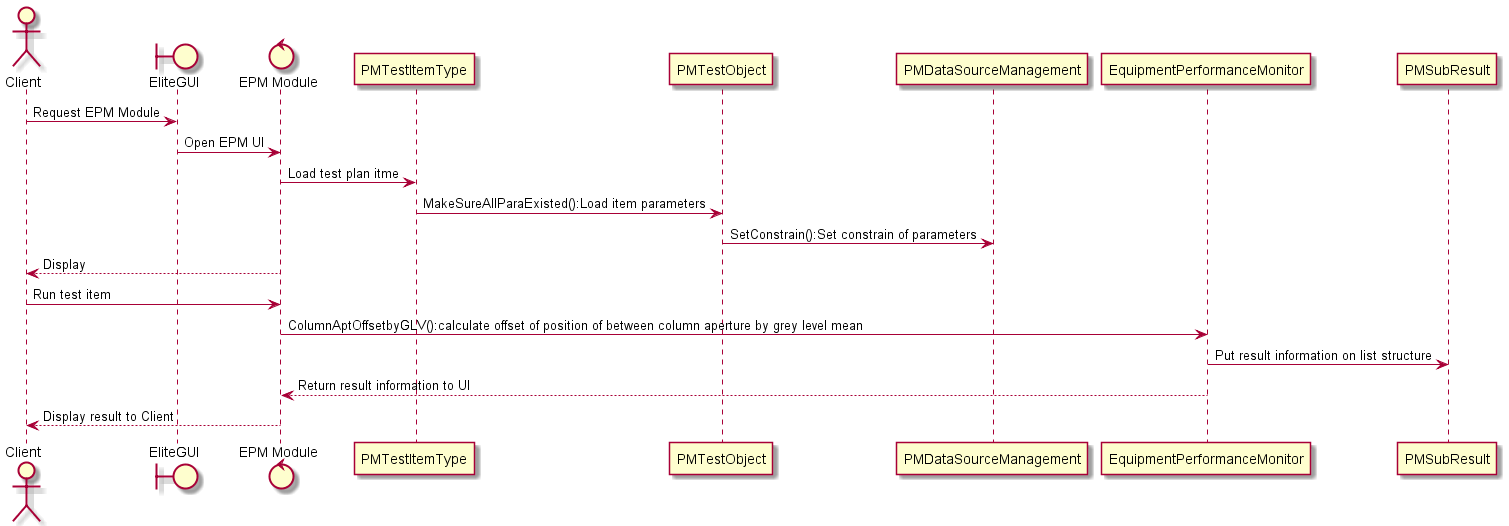 Client
EliteGUI
EPM Module
PMTestItemType
PMTestObject
PMDataSourceManagement
EquipmentPerformanceMonitor
PMSubResult
Request EPM Module
Open EPM UI
Load test plan itme
MakeSureAllParaExisted():Load item parameters
SetConstrain():Set constrain of parameters
Display
Run test item
ColumnAptOffsetbyGLV():calculate offset of position of between column aperture by grey level mean
Put result information on list structure
Return result information to UI
Display result to Client
Client
EliteGUI
EPM Module
PMTestItemType
PMTestObject
PMDataSourceManagement
EquipmentPerformanceMonitor
PMSubResult